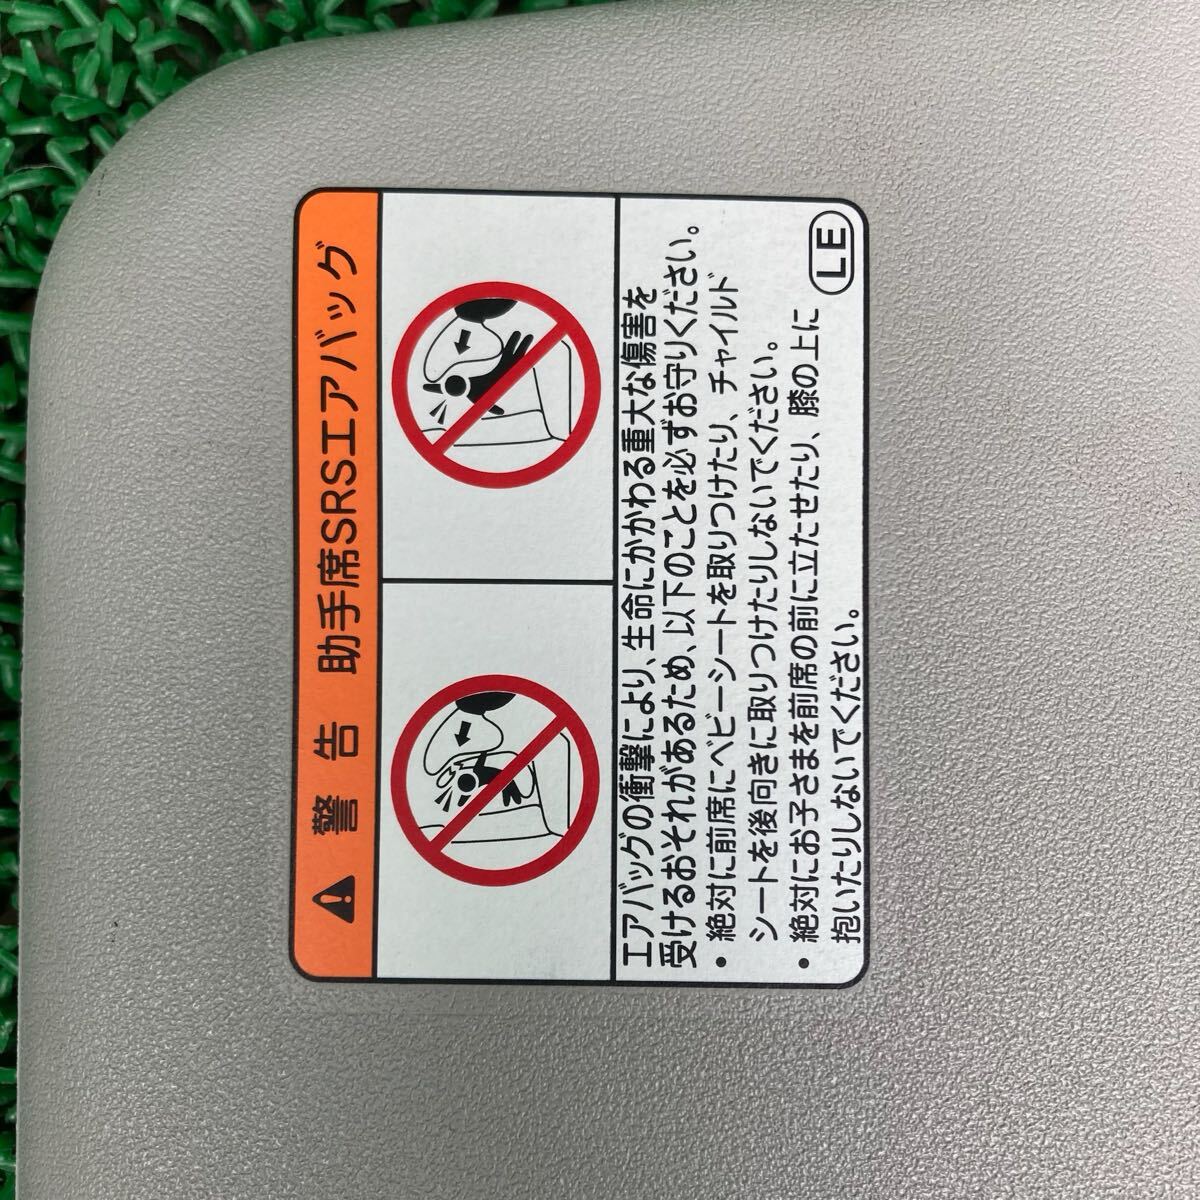 警 告 助手席SRSエアバッグ
エアバッグの衝撃により、生命にかかわる重大な傷害を
受けるおそれがあるため、以下のことを必ずお守りください。
・絶対に前席にベビーシートを取りつけたり、チャイルド
シートを後向きに取りつけたりしないでください。
・絶対にお子さまを前席の前に立たせたり、膝の上に
抱いたりしないでください。
LE